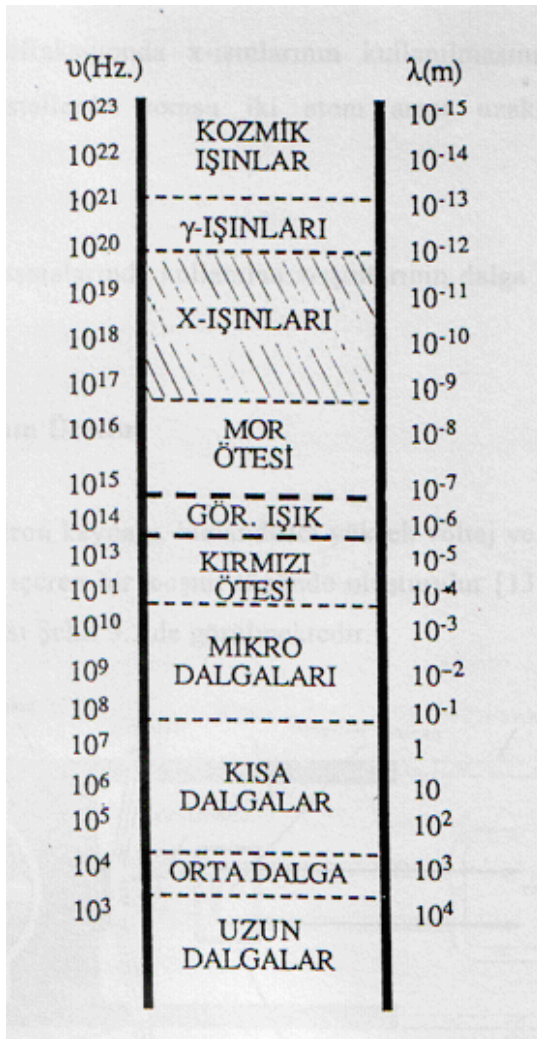 υ(Hz.) λ(m)
10²³ 10⁻¹⁵
KOZMİK
10²² IŞINLAR 10⁻¹⁴
10²¹ 10⁻¹³
γ-IŞINLARI
10²⁰ 10⁻¹²
10¹⁹ 10⁻¹¹
X-IŞINLARI
10¹⁸ 10⁻¹⁰
10¹⁷ 10⁻⁹
10¹⁶ MOR 10⁻⁸
ÖTESİ
10¹⁵ 10⁻⁷
10¹⁴ GÖR. IŞIK 10⁻⁶
10¹³ KIRMIZI 10⁻⁵
10¹² ÖTESİ 10⁻⁴
10¹⁰ 10⁻³
MİKRO
10⁹ DALGALARI 10⁻²
10⁸ 10⁻¹
10⁷ 1
KISA
10⁶ DALGALAR 10
10⁵ 10²
10⁴ ORTA DALGA 10³
10³ 10⁴
UZUN
DALGALAR